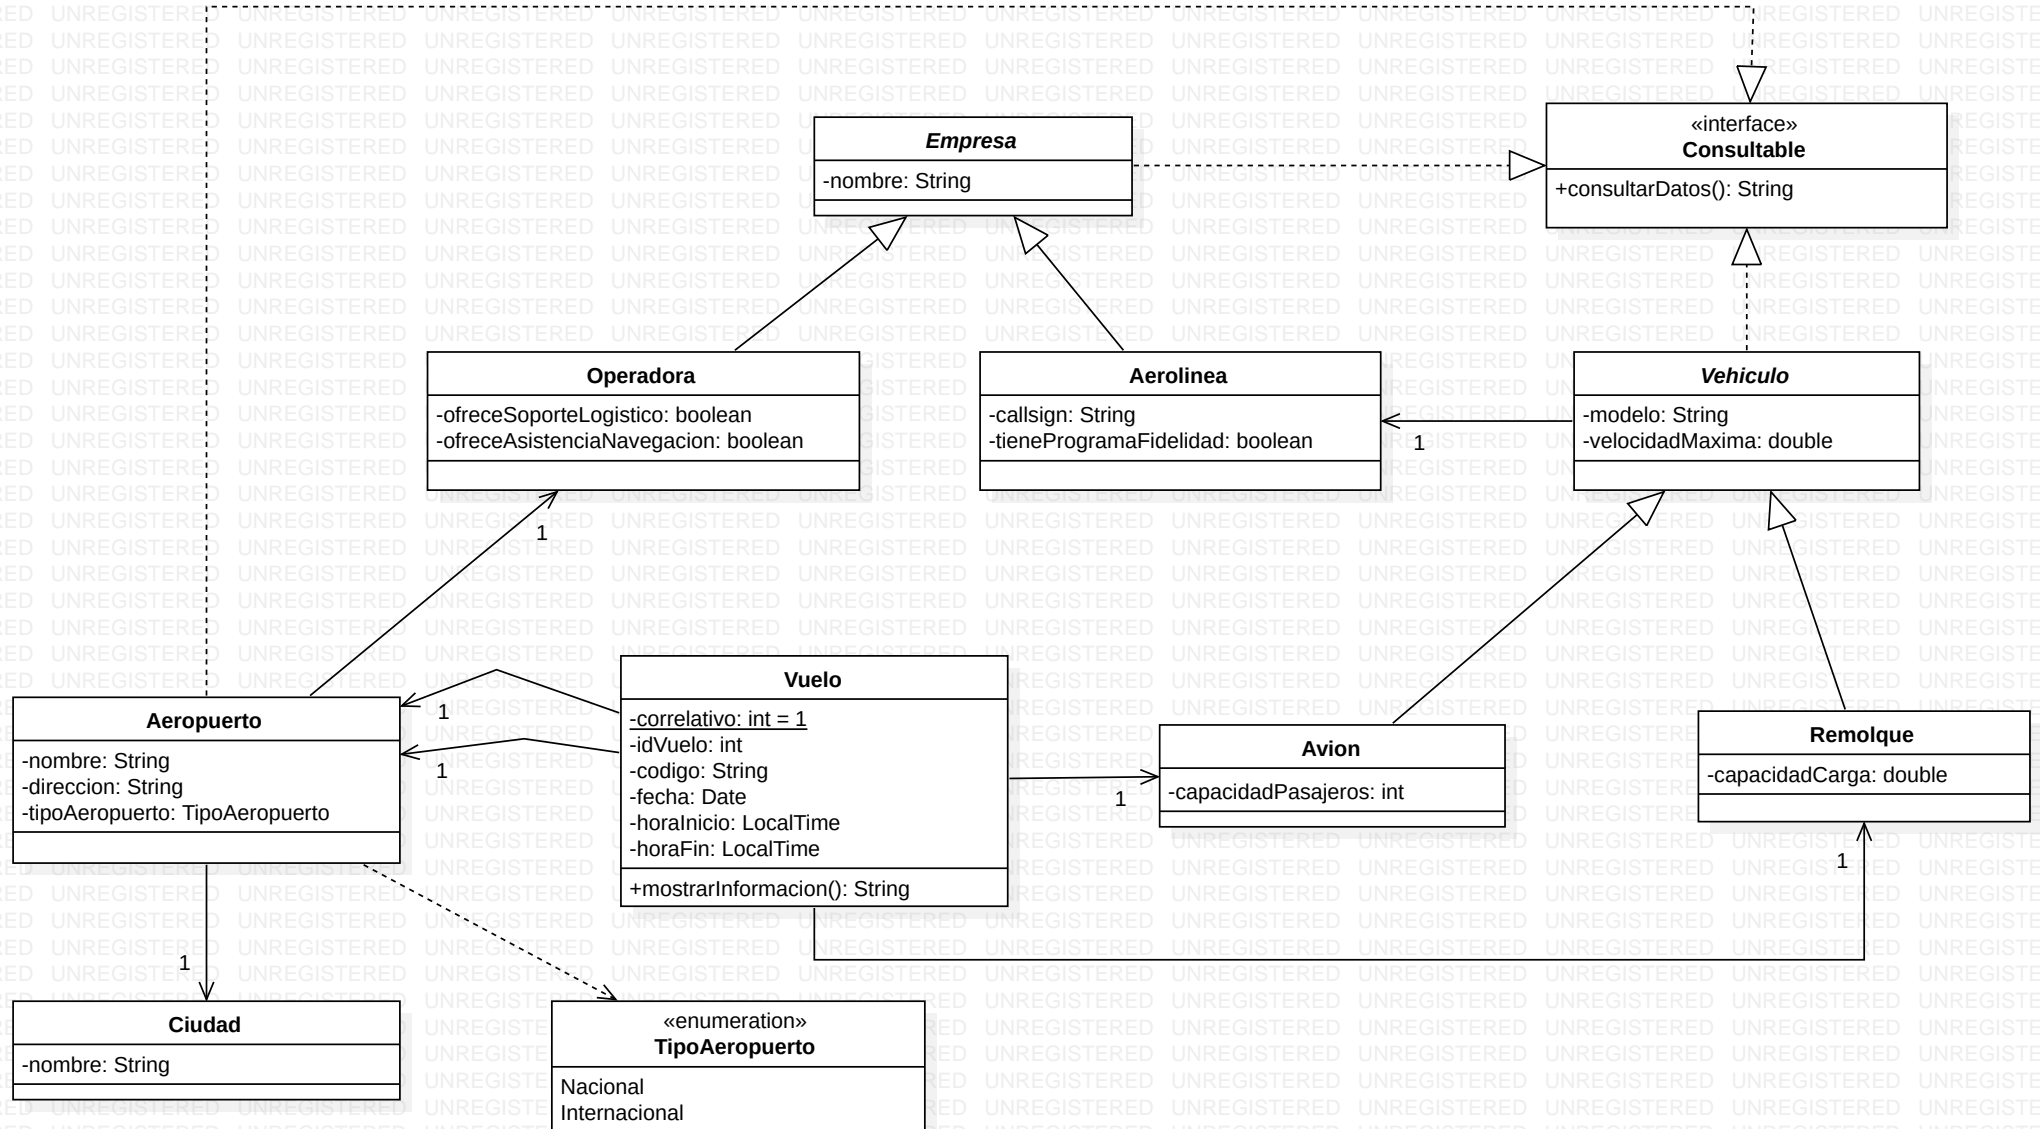 Empresa
-nombre: String
«interface»
Consultable
+consultarDatos(): String
Operadora
-ofreceSoporteLogistico: boolean
-ofreceAsistenciaNavegacion: boolean
Aerolinea
-callsign: String
-tieneProgramaFidelidad: boolean
1
Vehiculo
-modelo: String
-velocidadMaxima: double
1
Aeropuerto
-nombre: String
-direccion: String
-tipoAeropuerto: TipoAeropuerto
1
1
Vuelo
-correlativo: int = 1
-idVuelo: int
-codigo: String
-fecha: Date
-horaInicio: LocalTime
-horaFin: LocalTime
+mostrarInformacion(): String
1
Avion
-capacidadPasajeros: int
Remolque
-capacidadCarga: double
1
1
Ciudad
-nombre: String
«enumeration»
TipoAeropuerto
Nacional
Internacional
UNREGISTERED